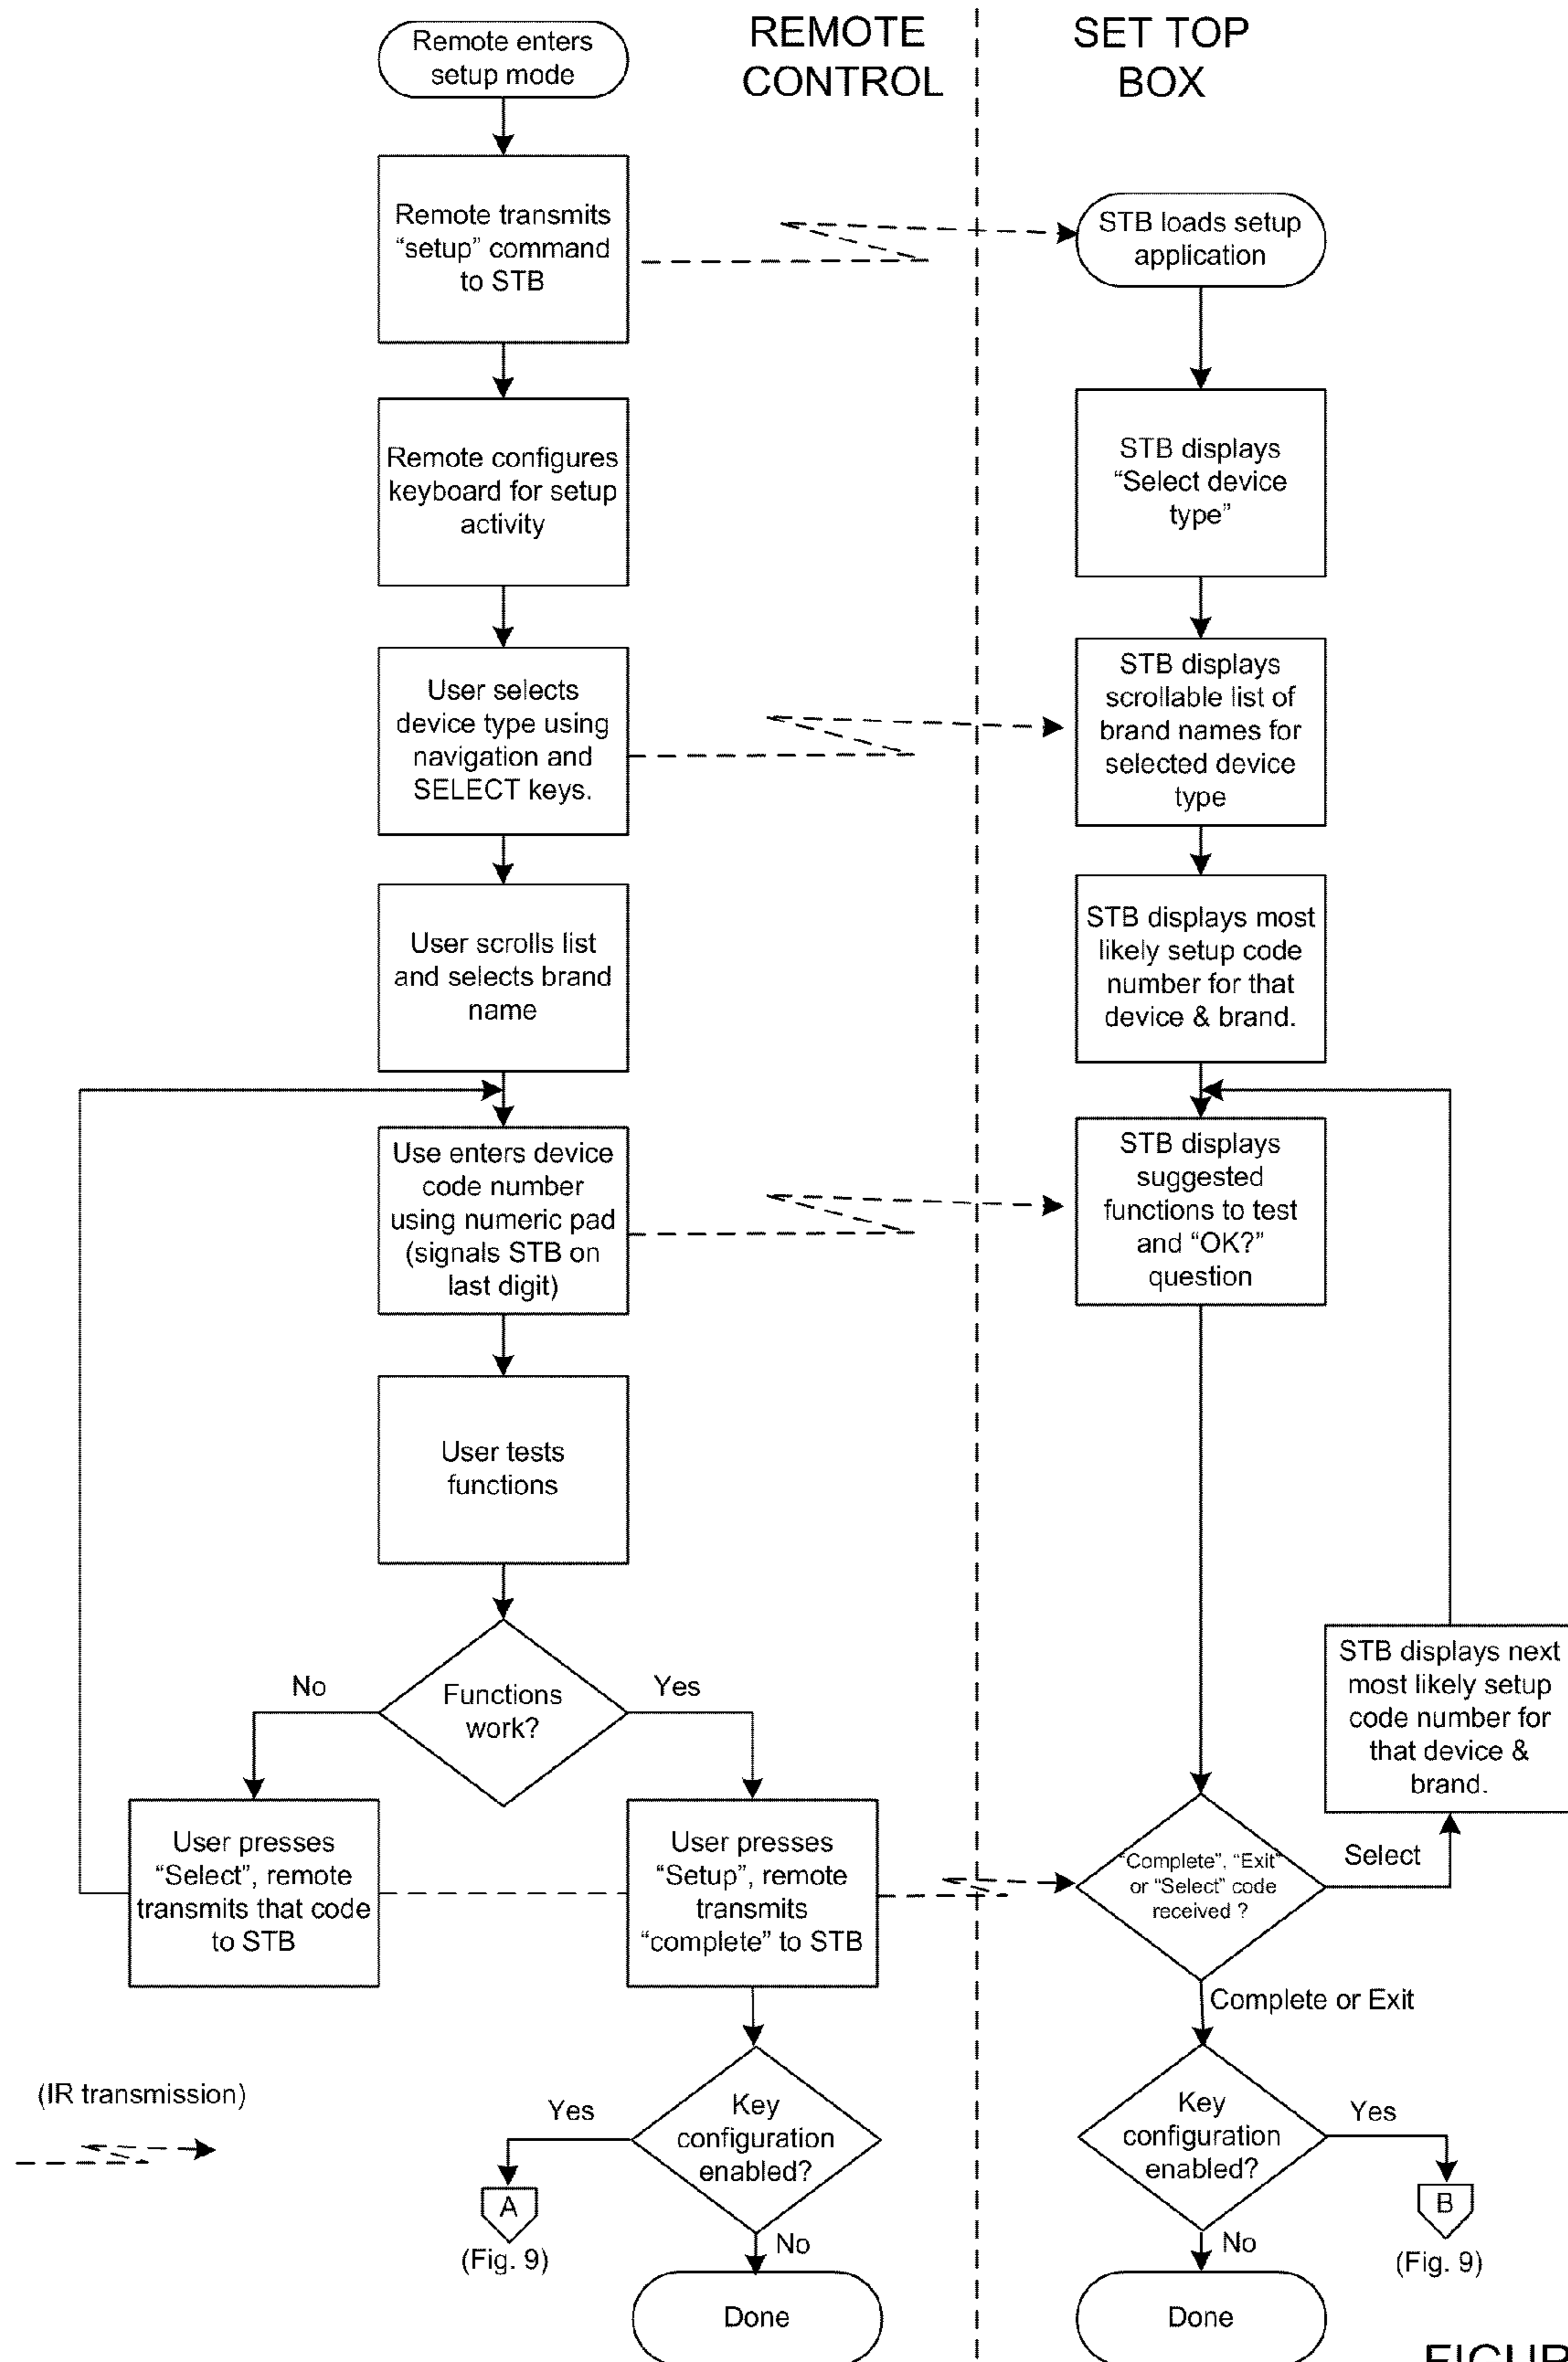 REMOTE
CONTROL
SET TOP
BOX
Remote enters
setup mode
Remote transmits
“setup” command
to STB
STB loads setup
application
Remote configures
keyboard for setup
activity
STB displays
“Select device
type”
User selects
device type using
navigation and
SELECT keys.
STB displays
scrollable list of
brand names for
selected device
type
User scrolls list
and selects brand
name
STB displays most
likely setup code
number for that
device & brand.
Use enters device
code number
using numeric pad
(signals STB on
last digit)
STB displays
suggested
functions to test
and “OK?”
question
User tests
functions
Functions
work?
No
Yes
STB displays next
most likely setup
code number for
that device &
brand.
User presses
“Select”, remote
transmits that code
to STB
User presses
“Setup”, remote
transmits
“complete” to STB
“Complete”, “Exit”
or “Select” code
received ?
Select
Complete or Exit
(IR transmission)
Key
configuration
enabled?
Yes
A
(Fig. 9)
No
Done
Key
configuration
enabled?
Yes
B
(Fig. 9)
No
Done